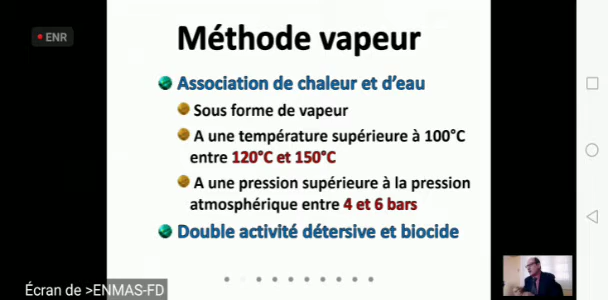 ENR
Méthode vapeur
Association de chaleur et d'eau
Sous forme de vapeur
A une température supérieure à 100°C
entre 120°C et 150°C
A une pression supérieure à la pression
atmosphérique entre 4 et 6 bars
Double activité détersive et biocide
Écran de >ENMAS-FD